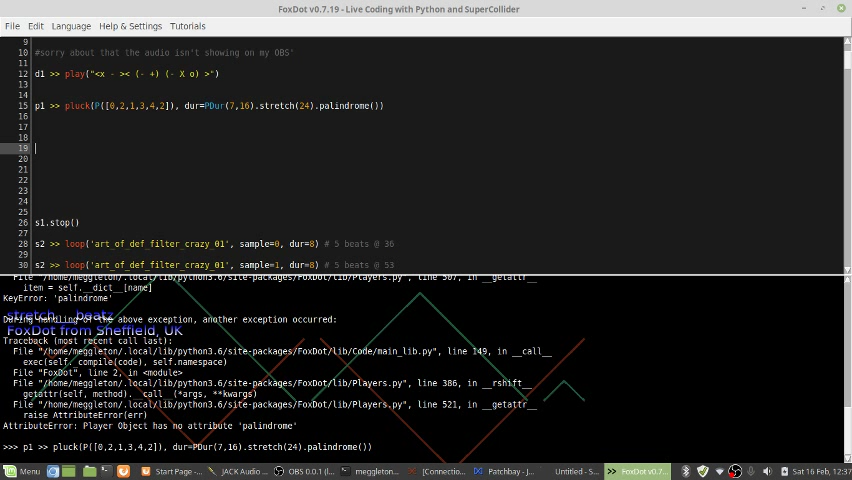 FoxDot v0.7.19 - Live Coding with Python and SuperCollider
File Edit Language Help & Settings Tutorials
9
10 #sorry about that the audio isn't showing on my OBS'
11
12 d1 >> play("<x - >< (- +) (- X o) >")
13
14
15 p1 >> pluck(P([0,2,1,3,4,2]), dur=PDur(7,16).stretch(24).palindrome())
16
17
18
19
20
21
22
23
24
25
26 s1.stop()
27
28 s2 >> loop('art_of_def_filter_crazy_01', sample=0, dur=8) # 5 beats @ 36
29
30 s2 >> loop('art_of_def_filter_crazy_01', sample=1, dur=8) # 5 beats @ 53
File "/home/meggleton/.local/lib/python3.6/site-packages/FoxDot/lib/Players.py", line 507, in __getattr__
item = self.__dict__[name]
KeyError: 'palindrome'
stretch__ beatz
During handling of the above exception, another exception occurred:
FoxDot from Sheffield, UK
Traceback (most recent call last):
File "/home/meggleton/.local/lib/python3.6/site-packages/FoxDot/lib/Code/main_lib.py", line 149, in __call__
exec(self._compile(code), self.namespace)
File "FoxDot", line 2, in <module>
File "/home/meggleton/.local/lib/python3.6/site-packages/FoxDot/lib/Players.py", line 386, in __rshift__
getattr(self, method).__call__(*args, **kwargs)
File "/home/meggleton/.local/lib/python3.6/site-packages/FoxDot/lib/Players.py", line 521, in __getattr__
raise AttributeError(err)
AttributeError: Player Object has no attribute 'palindrome'
>>> p1 >> pluck(P([0,2,1,3,4,2]), dur=PDur(7,16).stretch(24).palindrome())
Menu Start Page -... JACK Audio ... OBS 0.0.1 (l... meggleton... [Connectio... Patchbay - J... Untitled - S... FoxDot v0.7... Sat 16 Feb, 12:37